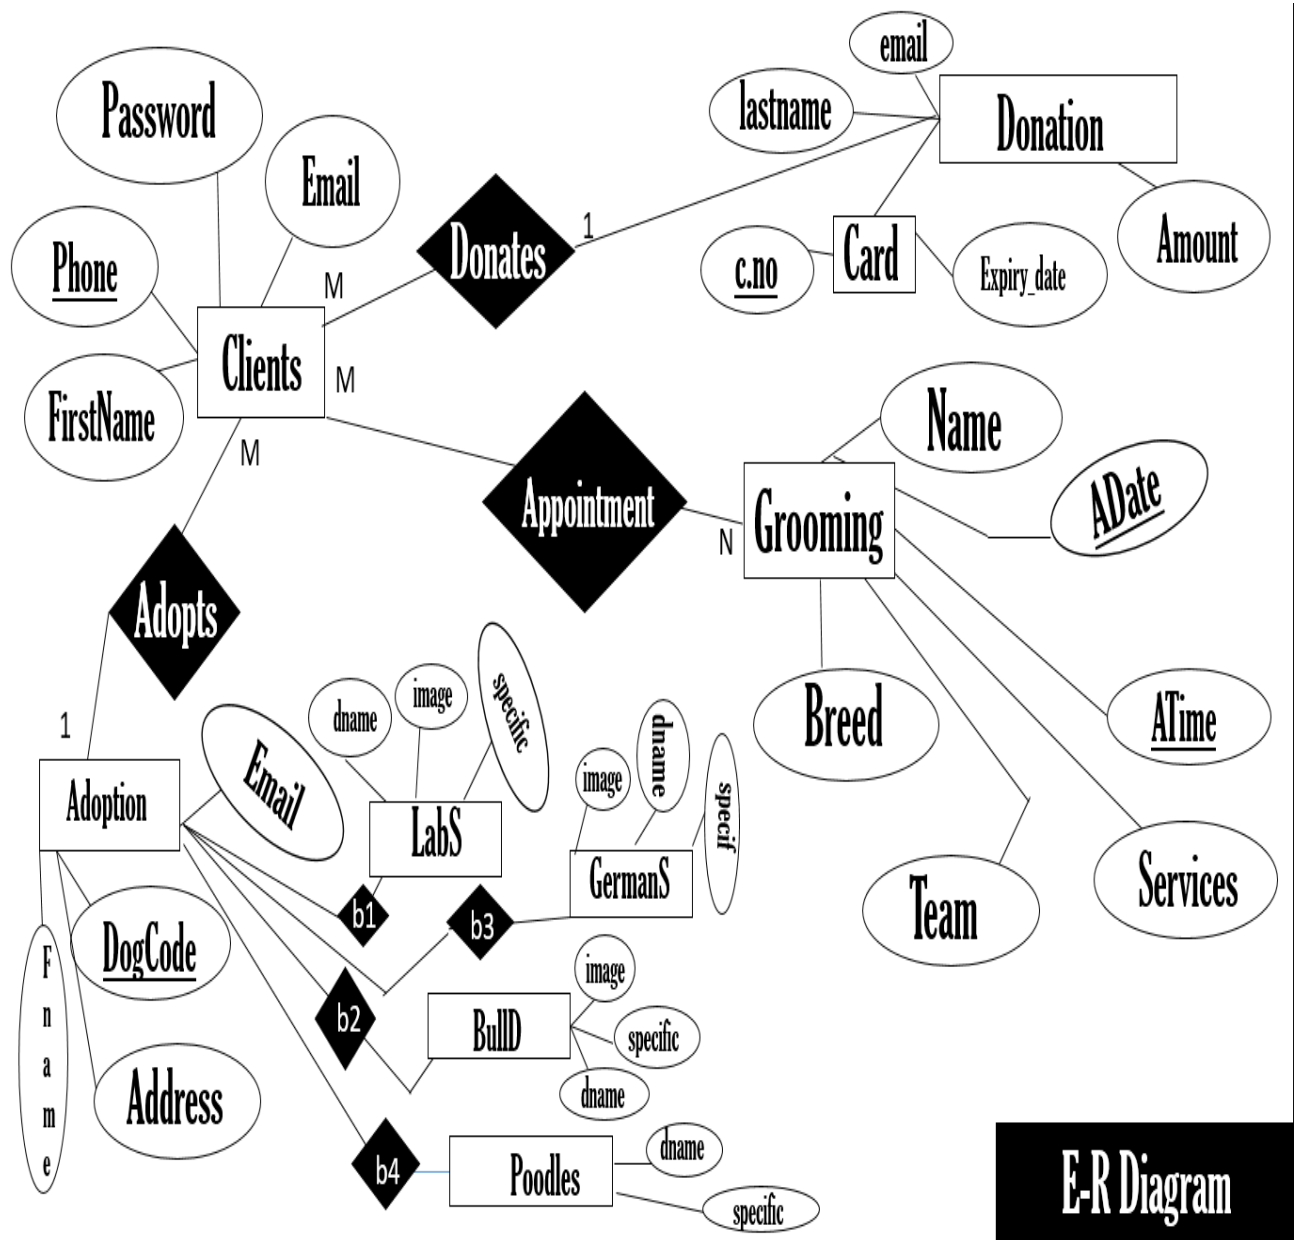 email
Password
lastname
Donation
Email
Donates
1
Phone
c.no
Card
Expiry_date
Amount
M
Clients
M
FirstName
M
Name
Appointment
Grooming
ADate
N
Adopts
1
dname
image
specific
dname
image
specif
Breed
ATime
Adoption
Email
LabS
GermanS
Team
Services
b1
b3
DogCode
Fname
image
b2
BullD
specific
dname
Address
b4
Poodles
dname
specific
E-R Diagram